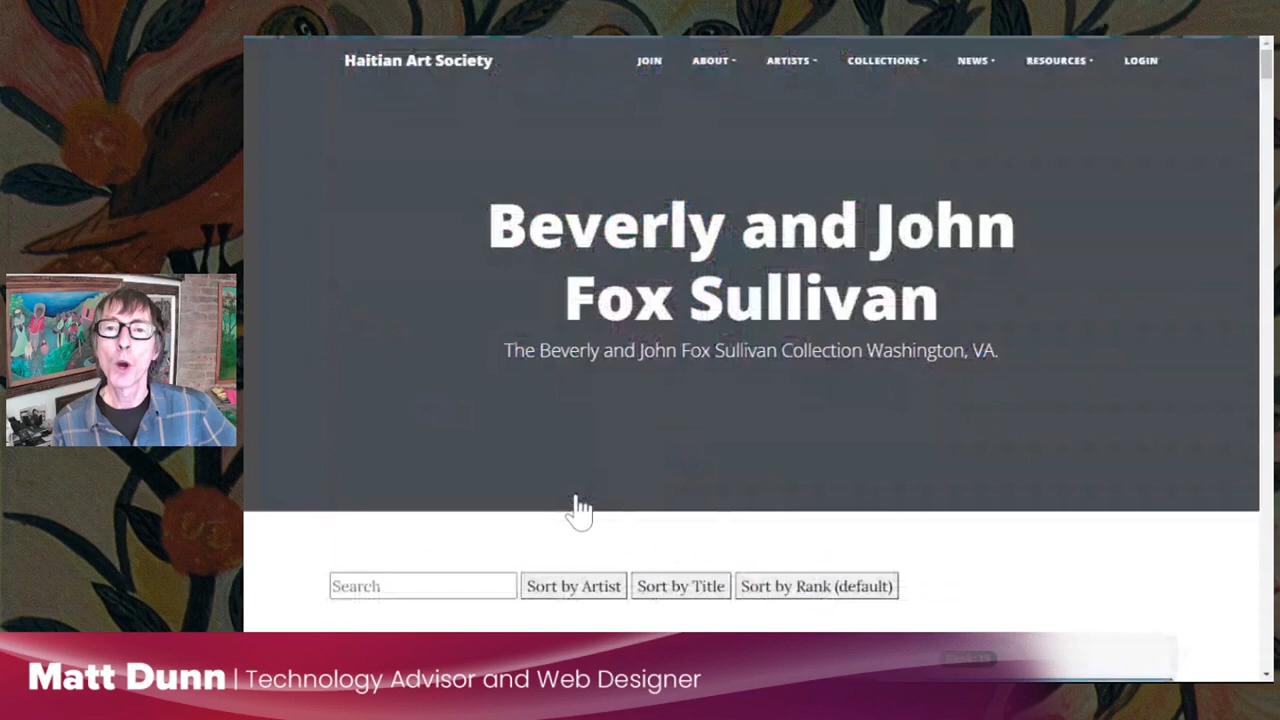 Haitian Art Society
JOIN ABOUT ARTISTS COLLECTIONS NEWS RESOURCES LOGIN
Beverly and John
Fox Sullivan
The Beverly and John Fox Sullivan Collection Washington, VA.
Search Sort by Artist Sort by Title Sort by Rank (default)
Matt Dunn | Technology Advisor and Web Designer